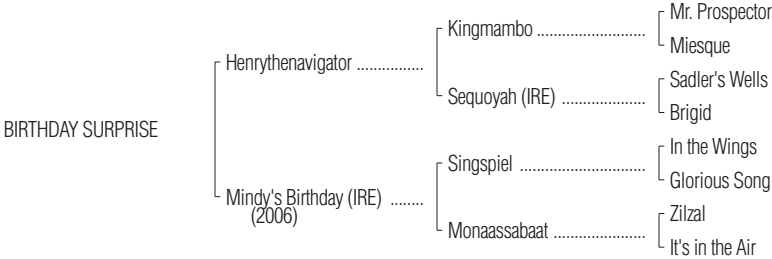 Mr. Prospector
Kingmambo ..........................
Miesque
Henrythenavigator ................
Sadler's Wells
Sequoyah (IRE) ....................
Brigid
BIRTHDAY SURPRISE
In the Wings
Singspiel ..............................
Glorious Song
Mindy's Birthday (IRE) ........
(2006)
Zilzal
Monaassabaat ......................
It's in the Air